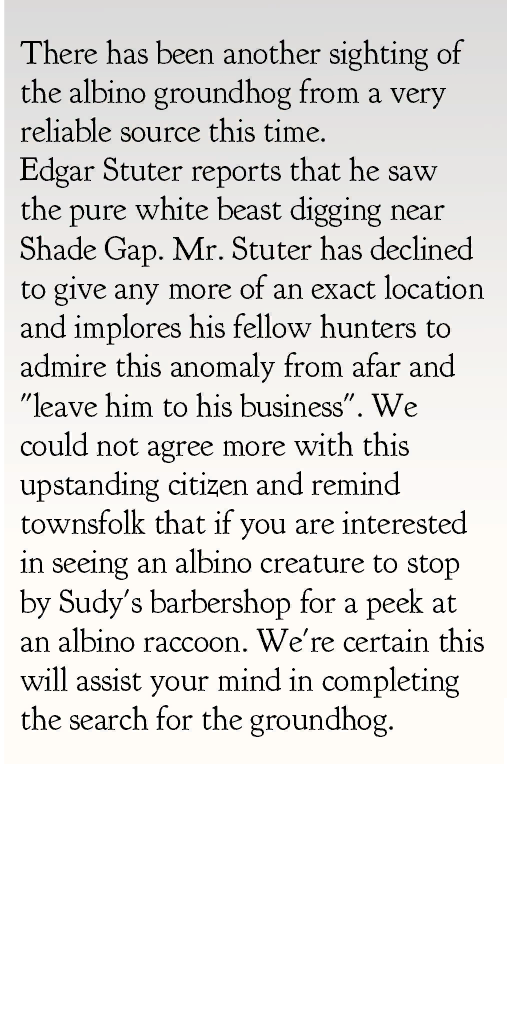 There has been another sighting of
the albino groundhog from a very
reliable source this time.
Edgar Stuter reports that he saw
the pure white beast digging near
Shade Gap. Mr. Stuter has declined
to give any more of an exact location
and implores his fellow hunters to
admire this anomaly from afar and
"leave him to his business". We
could not agree more with this
upstanding citizen and remind
townsfolk that if you are interested
in seeing an albino creature to stop
by Sudy's barbershop for a peek at
an albino raccoon. We're certain this
will assist your mind in completing
the search for the groundhog.